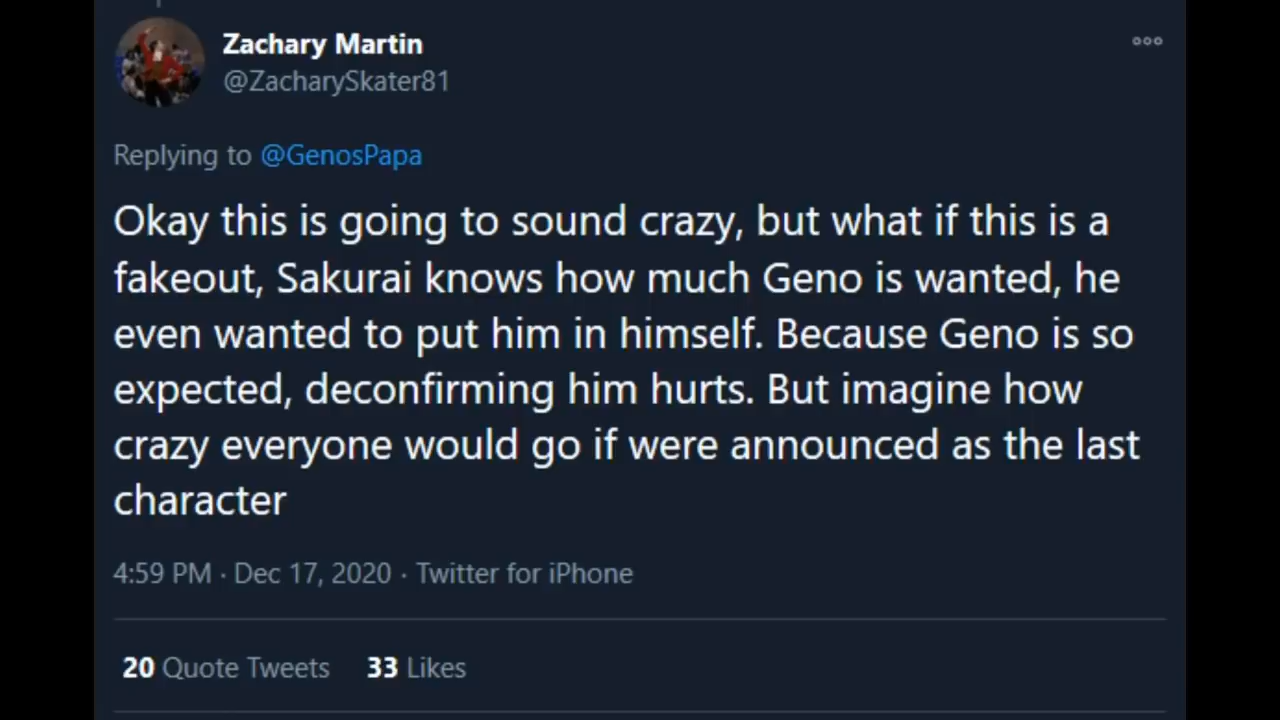 Zachary Martin
@ZacharySkater81
Replying to @GenosPapa
Okay this is going to sound crazy, but what if this is a
fakeout, Sakurai knows how much Geno is wanted, he
even wanted to put him in himself. Because Geno is so
expected, deconfirming him hurts. But imagine how
crazy everyone would go if were announced as the last
character
4:59 PM · Dec 17, 2020 · Twitter for iPhone
20 Quote Tweets 33 Likes